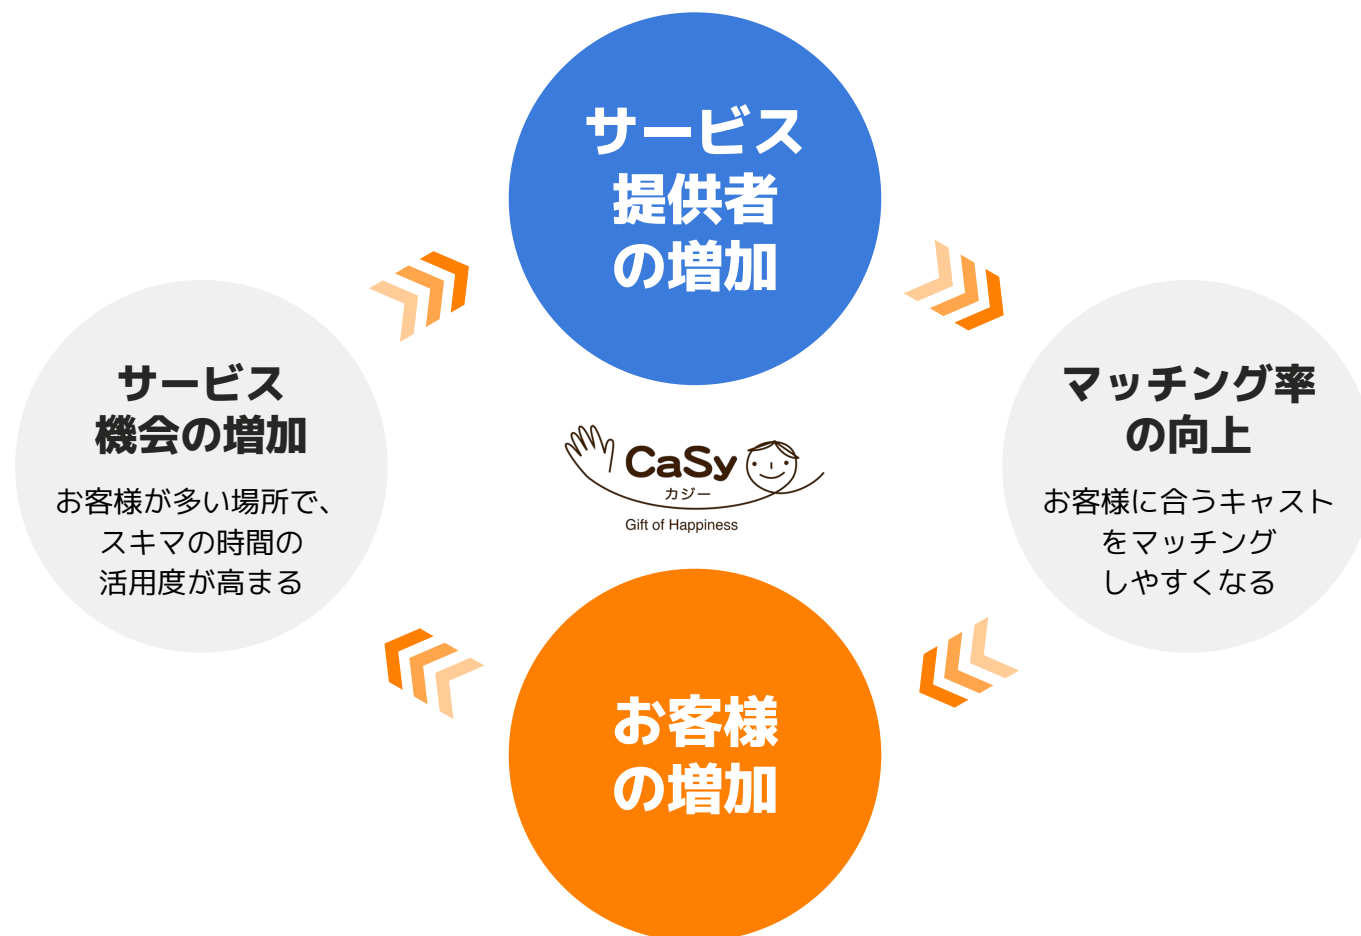 サービス
提供者
の増加
サービス
機会の増加
お客様が多い場所で、
スキマの時間の
活用度が高まる
CaSy
カジー
Gift of Happiness
マッチング率
の向上
お客様に合うキャスト
をマッチング
しやすくなる
お客様
の増加